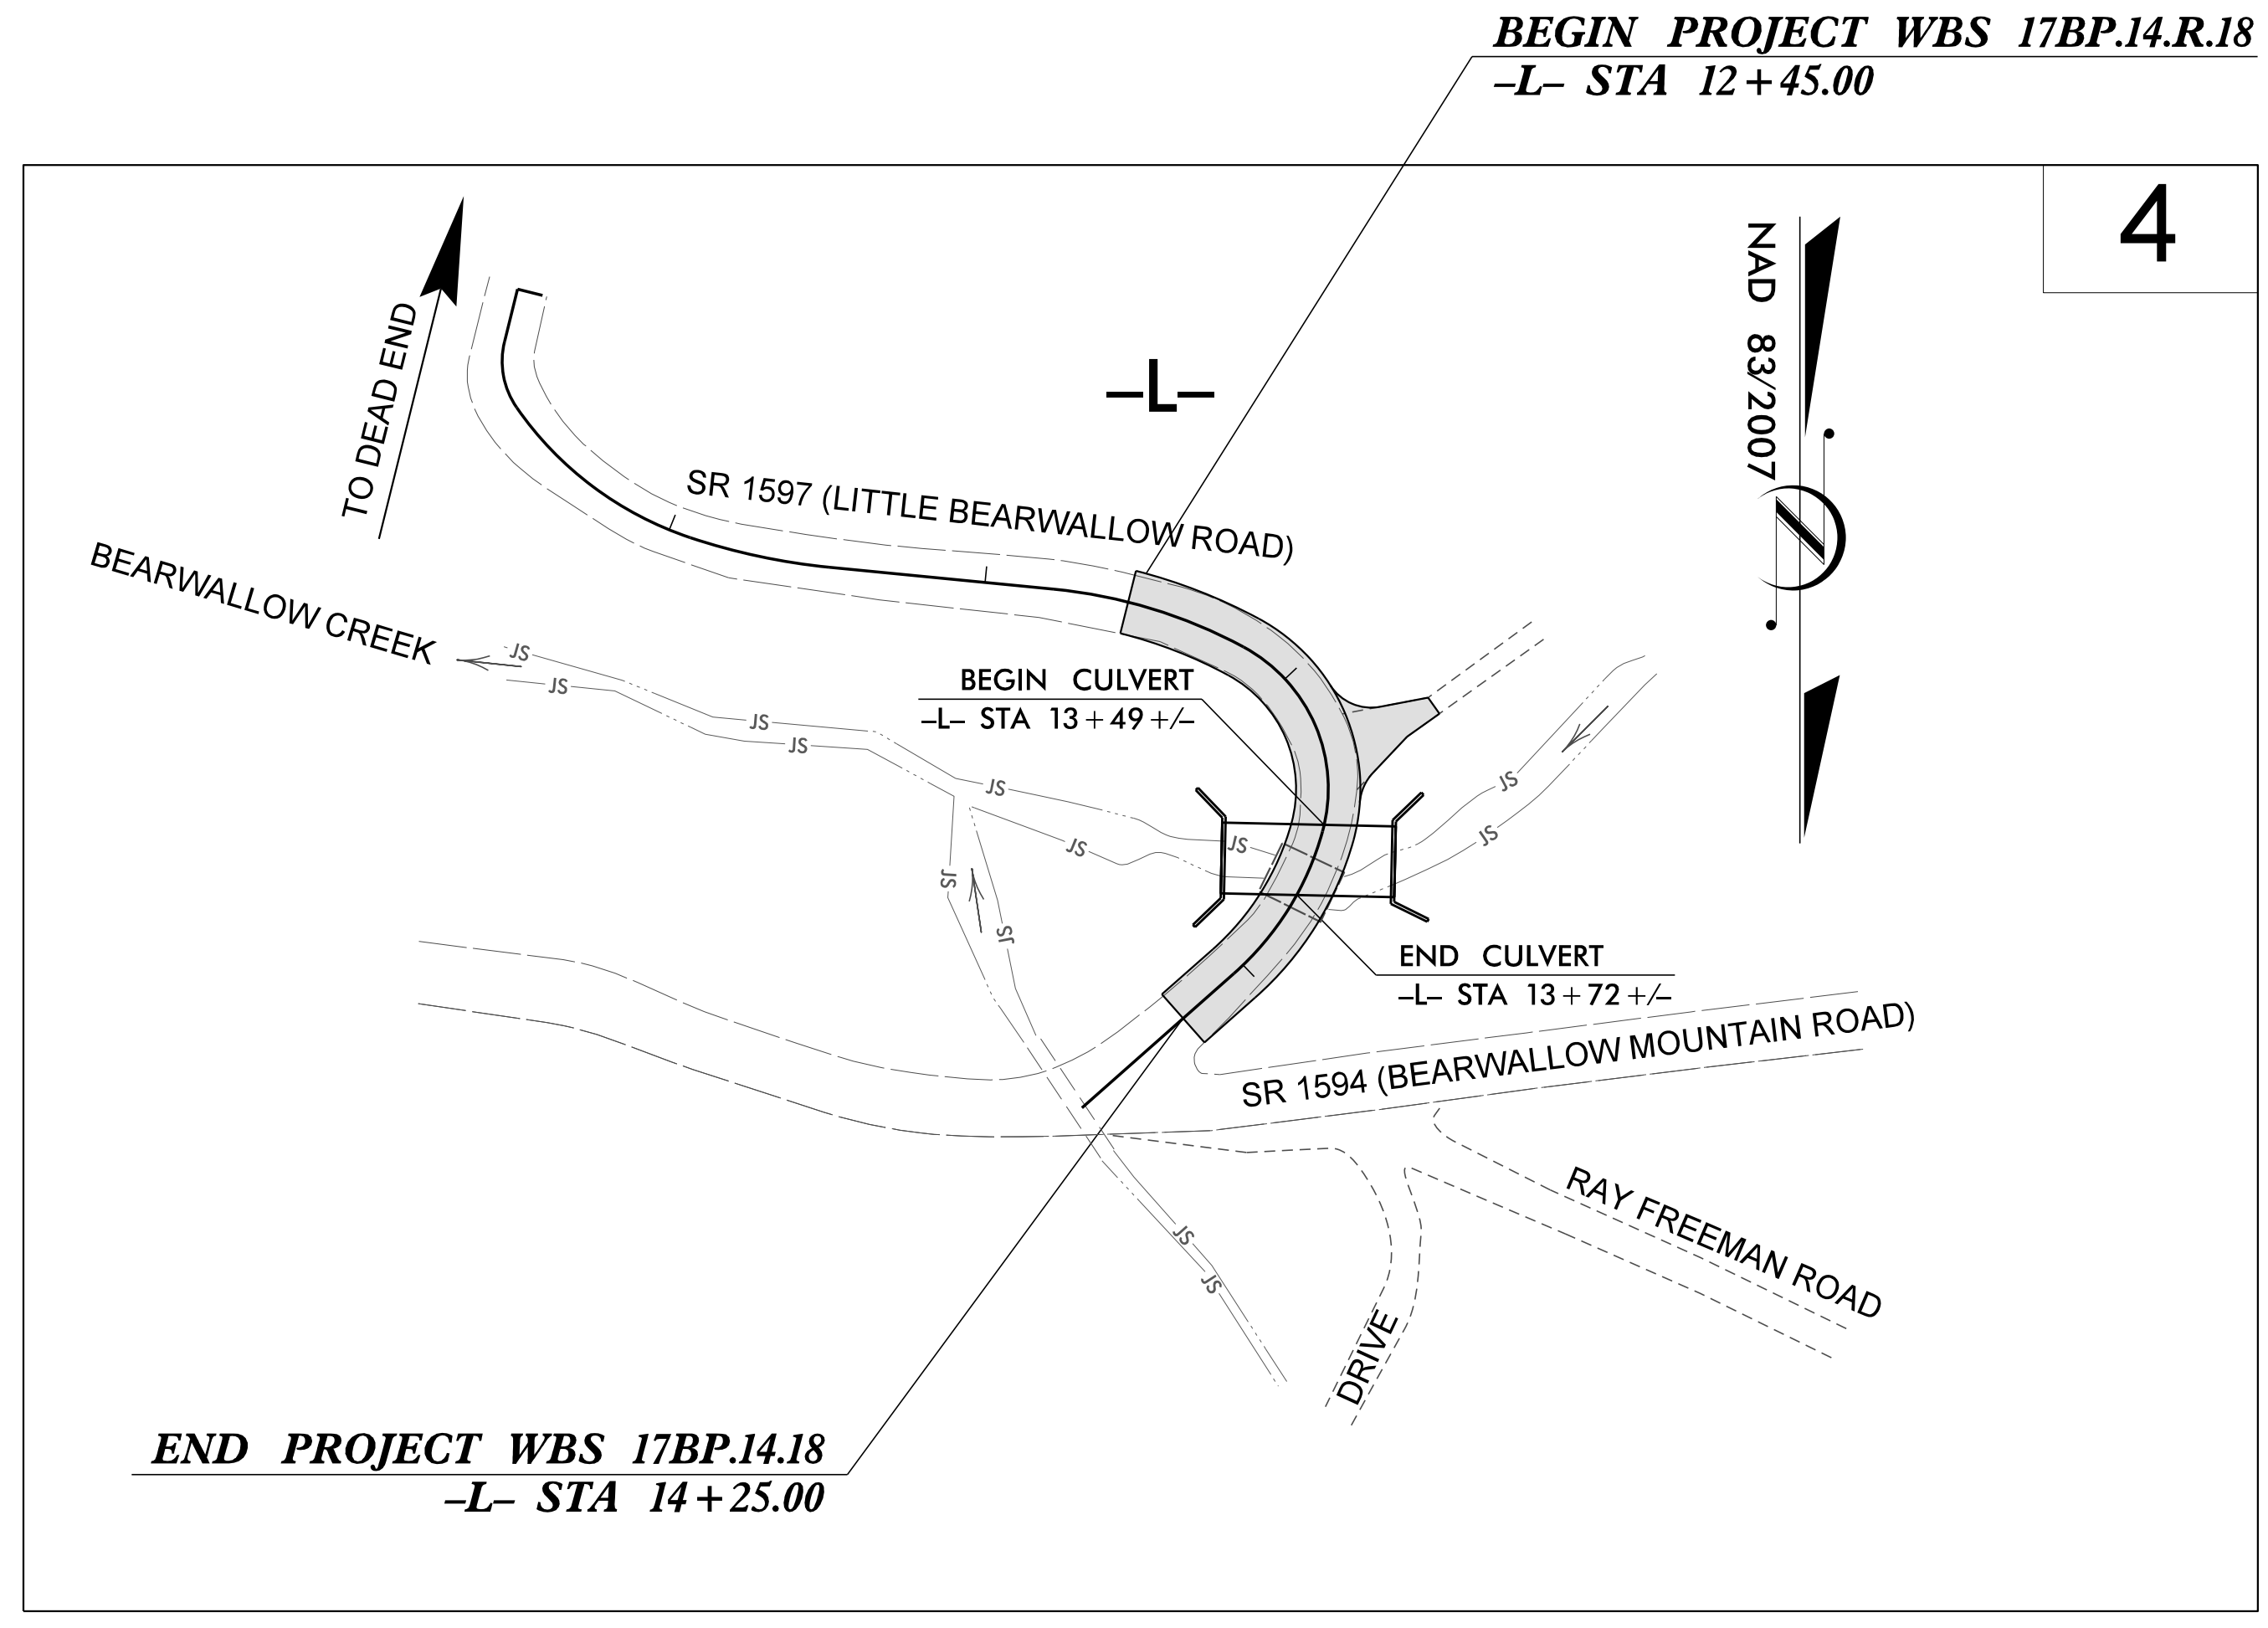 BEGIN PROJECT WBS 17BP.14.R.18
–L– STA 12+45.00
4
NAD 83/2007
N
TO DEAD END
–L–
SR 1597 (LITTLE BEARWALLOW ROAD)
BEARWALLOW CREEK
JS
JS
BEGIN CULVERT
–L– STA 13+49 +/–
JS
JS
JS
JS
JS
JS
JS
JS
JS
END CULVERT
–L– STA 13+72 +/–
SR 1594 (BEARWALLOW MOUNTAIN ROAD)
RAY FREEMAN ROAD
JS
JS
DRIVE
END PROJECT WBS 17BP.14.18
–L– STA 14+25.00